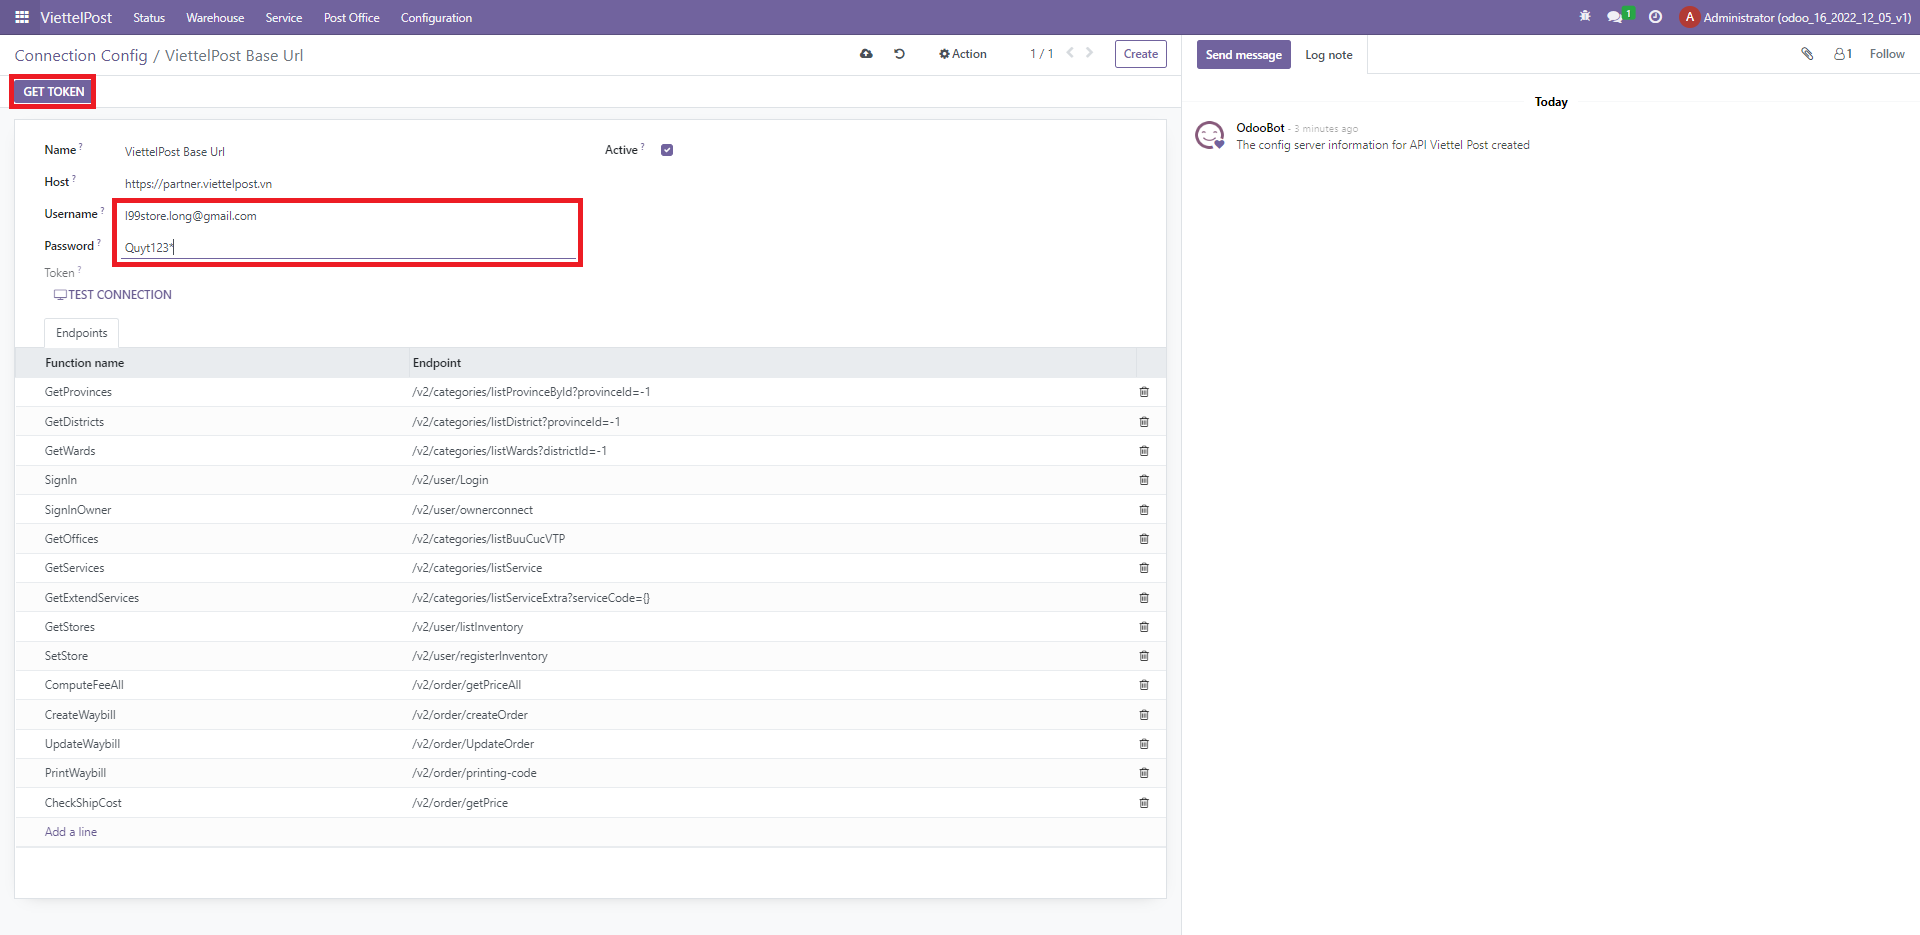 ViettelPost Status Warehouse Service Post Office Configuration 1 A Administrator (odoo_16_2022_12_05_v1)
Connection Config / ViettelPost Base Url Action 1 / 1 Create
Send message Log note 1 Follow
GET TOKEN
Today
OdooBot - 3 minutes ago
The config server information for API Viettel Post created
Name ? ViettelPost Base Url Active ?
Host ? https://partner.viettelpost.vn
Username ? l99store.long@gmail.com
Password ? Quyt123*
Token ?
TEST CONNECTION
Endpoints
Function name Endpoint
GetProvinces /v2/categories/listProvinceById?provinceId=-1
GetDistricts /v2/categories/listDistrict?provinceId=-1
GetWards /v2/categories/listWards?districtId=-1
SignIn /v2/user/Login
SignInOwner /v2/user/ownerconnect
GetOffices /v2/categories/listBuuCucVTP
GetServices /v2/categories/listService
GetExtendServices /v2/categories/listServiceExtra?serviceCode={}
GetStores /v2/user/listInventory
SetStore /v2/user/registerInventory
ComputeFeeAll /v2/order/getPriceAll
CreateWaybill /v2/order/createOrder
UpdateWaybill /v2/order/UpdateOrder
PrintWaybill /v2/order/printing-code
CheckShipCost /v2/order/getPrice
Add a line